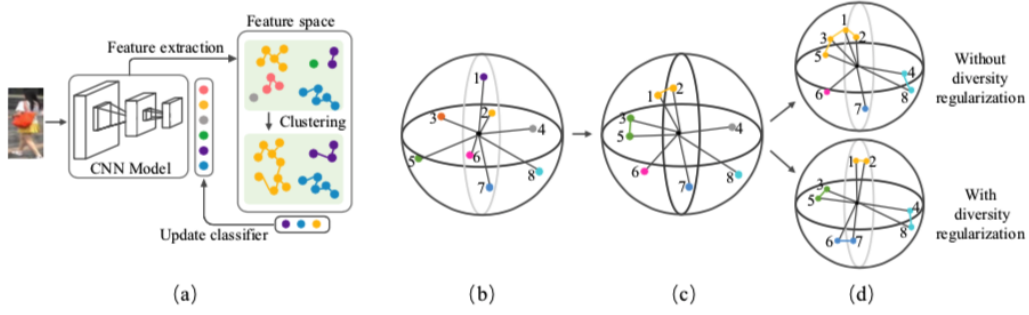 Feature space
Feature extraction
CNN Model
Clustering
Update classifier
(a)
1
2
3
4
5
6
7
8
(b)
1
2
3
4
5
6
7
8
(c)
1
2
3
5
4
6
7
8
Without
diversity
regularization
1
2
3
5
4
6
7
8
With
diversity
regularization
(d)